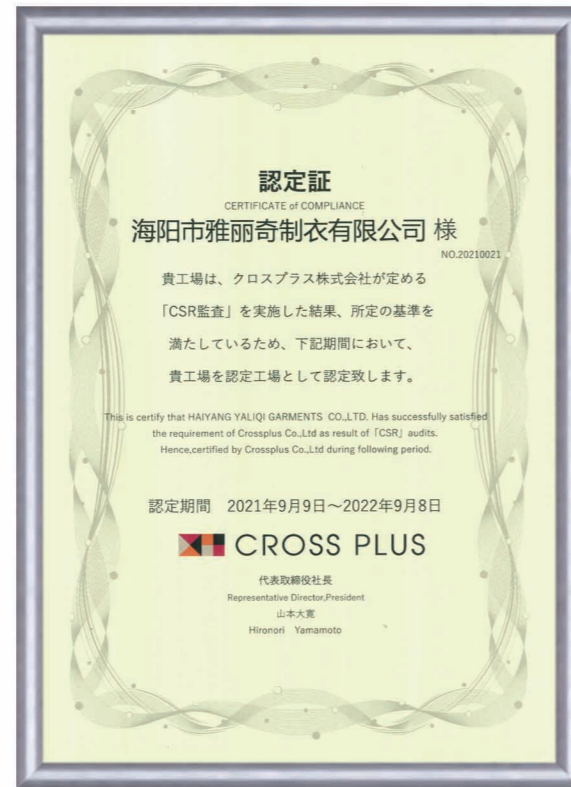 認定証
CERTIFICATE of COMPLIANCE
海阳市雅丽奇制衣有限公司 様
NO.20210021
貴工場は、クロスプラス株式会社が定める
「CSR監査」を実施した結果、所定の基準を
満たしているため、下記期間において、
貴工場を認定工場として認定致します。
This is certify that HAIYANG YALIQI GARMENTS CO.,LTD. Has successfully satisfied
the requirement of Crossplus Co.,Ltd as result of「CSR」audits.
Hence,certified by Crossplus Co.,Ltd during following period.
認定期間 2021年9月9日~2022年9月8日
CROSS PLUS
代表取締役社長
Representative Director,President
山本大寛
Hironori Yamamoto